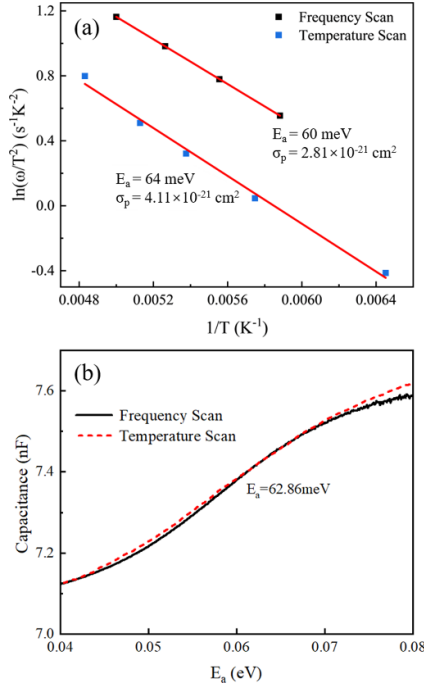 (a)
Frequency Scan
Temperature Scan
ln(ω/T²) (s⁻¹K⁻²)
1.2
0.8
0.4
0.0
-0.4
Eₐ = 60 meV
σₚ = 2.81×10⁻²¹ cm²
Eₐ = 64 meV
σₚ = 4.11×10⁻²¹ cm²
0.0048 0.0052 0.0056 0.0060 0.0064
1/T (K⁻¹)
(b)
Frequency Scan
Temperature Scan
Capacitance (nF)
7.6
7.4
7.2
7.0
Eₐ=62.86meV
0.04 0.05 0.06 0.07 0.08
Eₐ (eV)